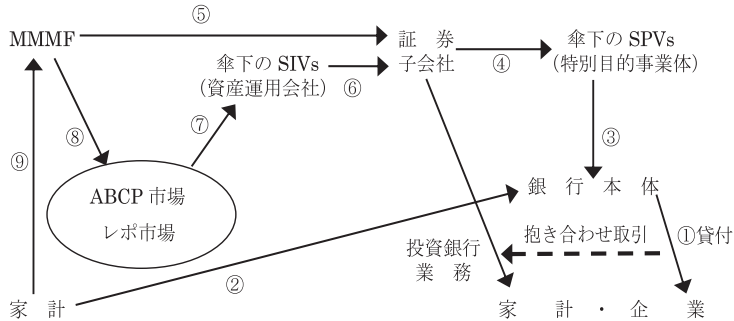 ⑤
MMMF
証 券
子会社
④
傘下の SPVs
(特別目的事業体)
傘下の SIVs
(資産運用会社)
⑥
⑨
⑧
⑦
③
ABCP 市場
レポ市場
銀 行 本 体
抱き合わせ取引
①貸付
投資銀行
業 務
②
家 計
家 計 ・ 企 業